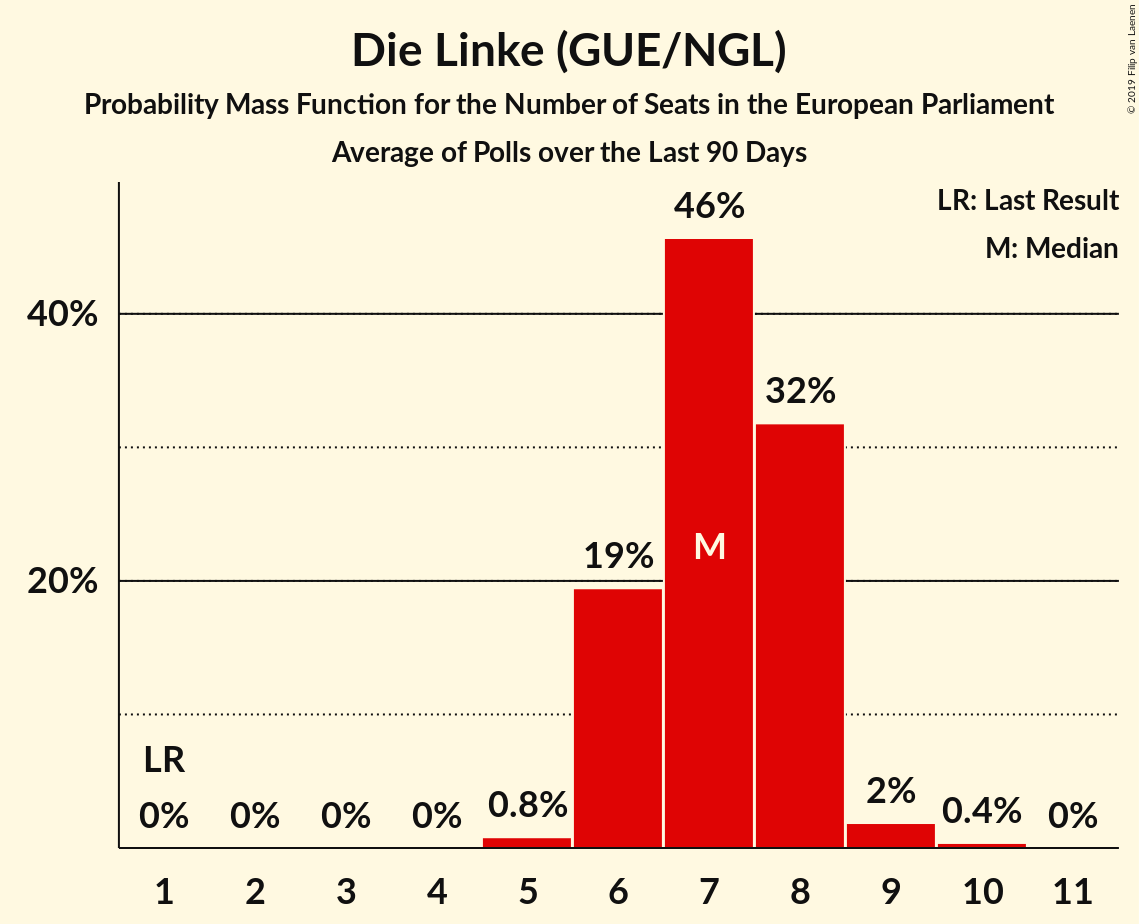 Die Linke (GUE/NGL)
Probability Mass Function for the Number of Seats in the European Parliament
Average of Polls over the Last 90 Days
© 2019 Filip van Laenen
LR: Last Result
M: Median
46%
40%
32%
19%
M
20%
LR
0%
0%
0%
0%
0.8%
2%
0.4%
0%
1 2 3 4 5 6 7 8 9 10 11